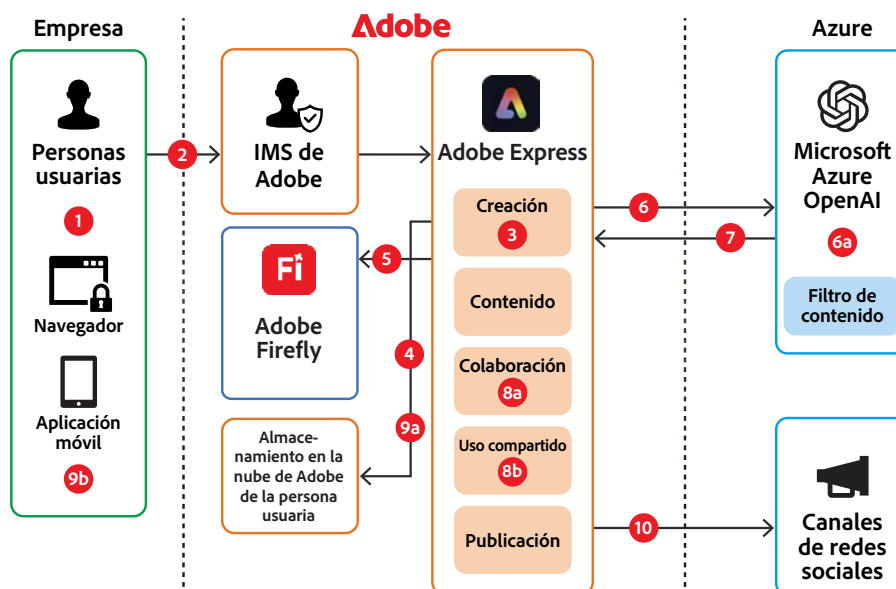 Empresa
Adobe
Azure
Personas
usuarias
1
Navegador
Aplicación
móvil
9b
2
IMS de
Adobe
Fi
Adobe
Firefly
5
4
9a
Almace-
namiento en la
nube de Adobe
de la persona
usuaria
Adobe Express
Creación
3
Contenido
Colaboración
8a
Uso compartido
8b
Publicación
6
7
10
Microsoft
Azure
OpenAI
6a
Filtro de
contenido
Canales
de redes
sociales